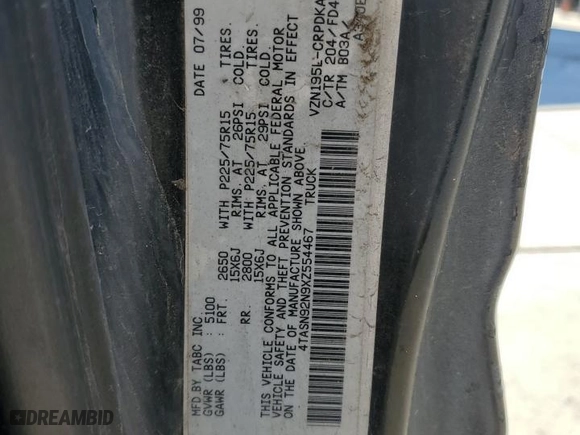 MFD BY TABC INC. DATE 07/99
GVWR (LBS) : 5100
GAWR (LBS) : FRT. 2650 WITH P225/75R15 TIRES.
15X6J RIMS. AT 26PSI COLD.
RR. 2800 WITH P225/75R15 TIRES.
15X6J RIMS. AT 29PSI COLD
THIS VEHICLE CONFORMS TO ALL APPLICABLE FEDERAL MOTOR
VEHICLE SAFETY AND THEFT PREVENTION STANDARDS IN EFFECT
ON THE DATE OF MANUFACTURE SHOWN ABOVE.
4TASN92N9XZ554467 TRUCK
VZN195L-CRPDKA
C/TR 204/FD4
A/TM B03A/
DREAMBID